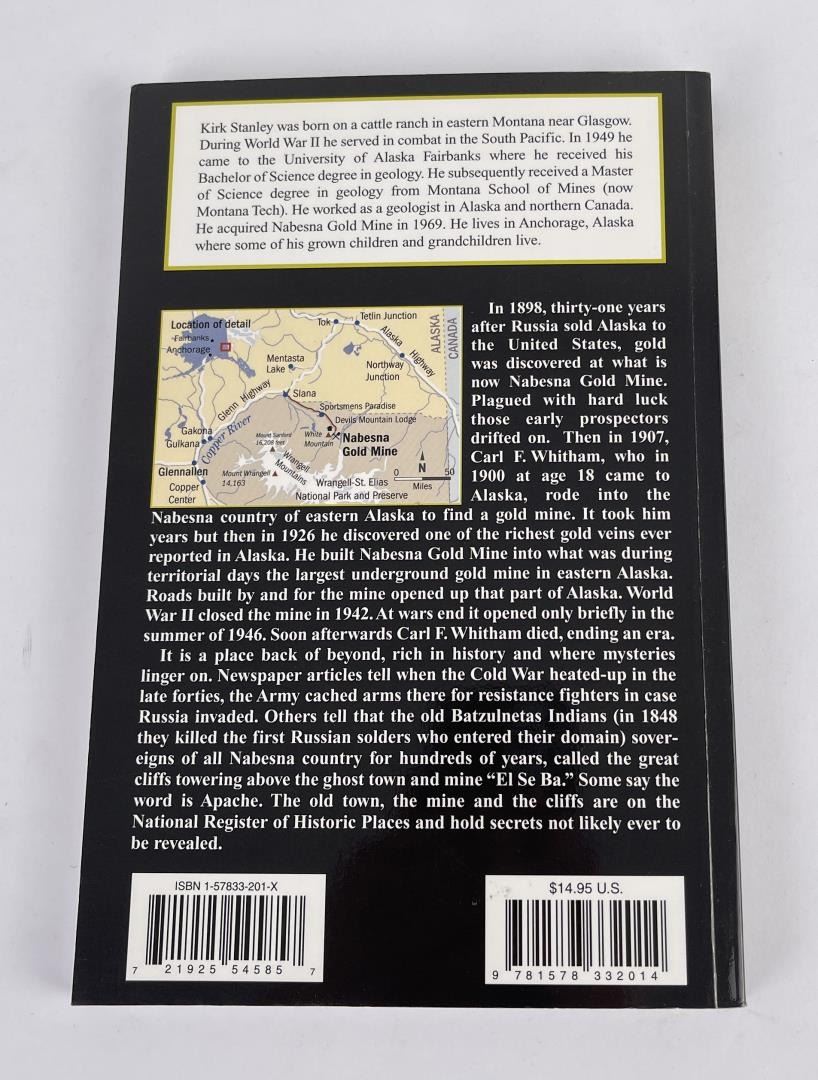 Kirk Stanley was born on a cattle ranch in eastern Montana near Glasgow.
During World War II he served in combat in the South Pacific. In 1949 he
came to the University of Alaska Fairbanks where he received his
Bachelor of Science degree in geology. He subsequently received a Master
of Science degree in geology from Montana School of Mines (now
Montana Tech). He worked as a geologist in Alaska and northern Canada.
He acquired Nabesna Gold Mine in 1969. He lives in Anchorage, Alaska
where some of his grown children and grandchildren live.
Location of detail
Fairbanks
Anchorage
Tok
Tetlin Junction
Alaska Highway
ALASKA
CANADA
Mentasta
Lake
Northway
Junction
Glenn Highway
Slana
Sportsmens Paradise
Devils Mountain Lodge
Gakona
Gulkana
Copper River
Mount Sanford
16,208 feet
White
Mountain
Nabesna
Gold Mine
Glennallen
Mount Wrangell
14,163
Wrangell
Mountains
N
0 50
Miles
Copper
Center
Wrangell-St. Elias
National Park and Preserve
In 1898, thirty-one years
after Russia sold Alaska to
the United States, gold
was discovered at what is
now Nabesna Gold Mine.
Plagued with hard luck
those early prospectors
drifted on. Then in 1907,
Carl F. Whitham, who in
1900 at age 18 came to
Alaska, rode into the
Nabesna country of eastern Alaska to find a gold mine. It took him
years but then in 1926 he discovered one of the richest gold veins ever
reported in Alaska. He built Nabesna Gold Mine into what was during
territorial days the largest underground gold mine in eastern Alaska.
Roads built by and for the mine opened up that part of Alaska. World
War II closed the mine in 1942. At wars end it opened only briefly in the
summer of 1946. Soon afterwards Carl F. Whitham died, ending an era.
It is a place back of beyond, rich in history and where mysteries
linger on. Newspaper articles tell when the Cold War heated-up in the
late forties, the Army cached arms there for resistance fighters in case
Russia invaded. Others tell that the old Batzulnetas Indians (in 1848
they killed the first Russian solders who entered their domain) sover-
eigns of all Nabesna country for hundreds of years, called the great
cliffs towering above the ghost town and mine “El Se Ba.” Some say the
word is Apache. The old town, the mine and the cliffs are on the
National Register of Historic Places and hold secrets not likely ever to
be revealed.
ISBN 1-57833-201-X
7 21925 54585 7
$14.95 U.S.
9 781578 332014